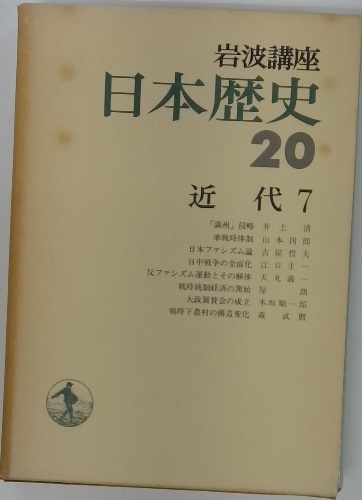 岩波講座
日本歴史
20
近代7
「満州」侵略 井上清
準戦時体制 山本四郎
日本ファシズム論 古屋哲夫
日中戦争の全面化 江口圭一
反ファシズム運動とその解体 犬丸義一
戦時統制経済の開始 原朗
大政翼賛会の成立 木坂順一郎
戦時下農村の構造変化 森武麿